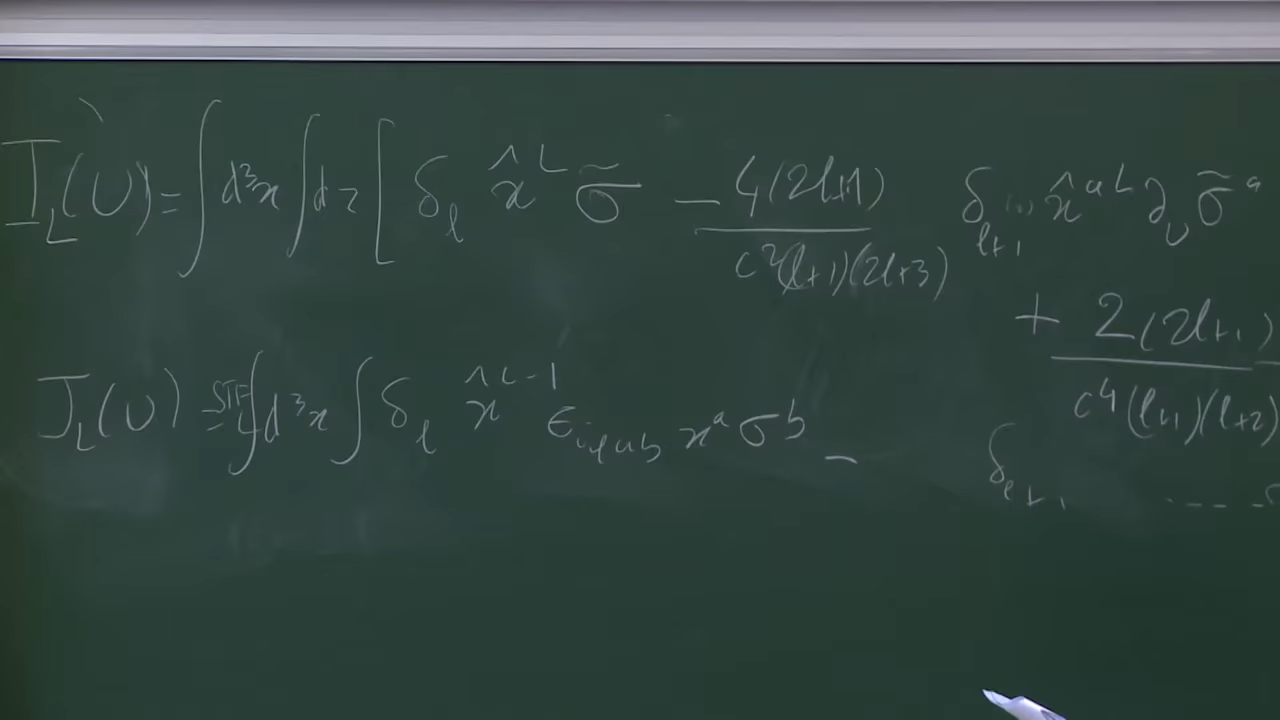 I_L(U) = ∫ d³x ∫ dz [ δ_ℓ x̂^L σ̃ − 4(2ℓ+1) / c²(ℓ+1)(2ℓ+3) δ_{ℓ+1} x̂^{aL} ∂_U σ̃^a
+ 2(2ℓ+1) / c⁴(ℓ+1)(ℓ+2)
J_L(U) =^{STF} ∫ d³x ∫ δ_ℓ x̂^{L-1} ε_{i_ℓ ab} x^a σ^b −
δ_{ℓ+1} ....